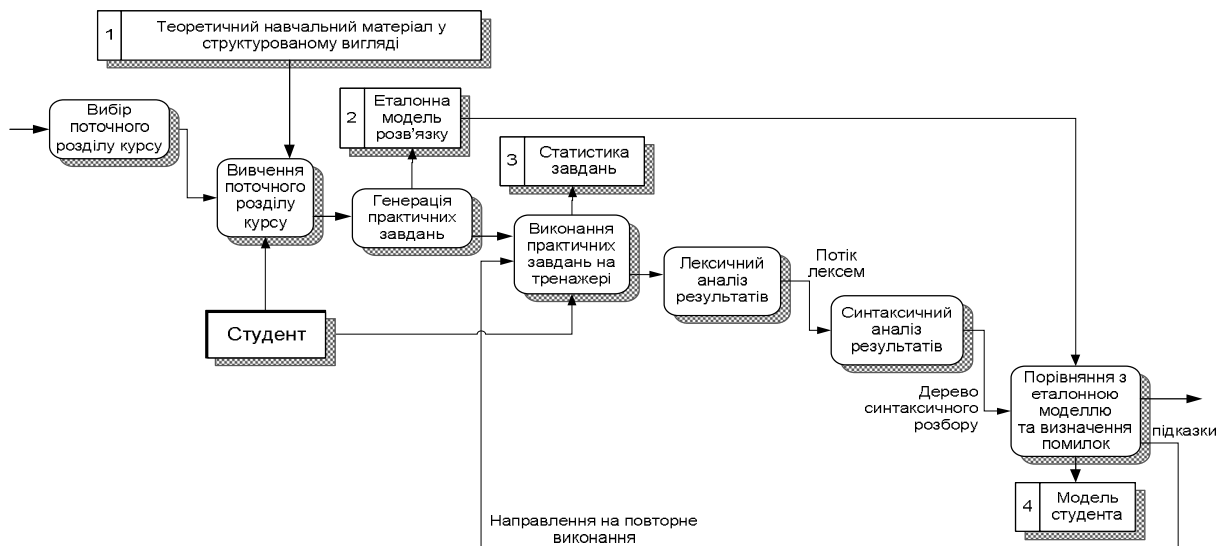 1
Теоретичний навчальний матеріал у
структурованому вигляді
Вибір
поточного
розділу курсу
2
Еталонна
модель
розв'язку
3
Статистика
завдань
Вивчення
поточного
розділу
курсу
Генерація
практичних
завдань
Виконання
практичних
завдань на
тренажері
Лексичний
аналіз
результатів
Потік
лексем
Синтаксичний
аналіз
результатів
Студент
Дерево
синтаксичного
розбору
Порівняння з
еталонною
моделлю
та визначення
помилок
підказки
4
Модель
студента
Направлення на повторне
виконання